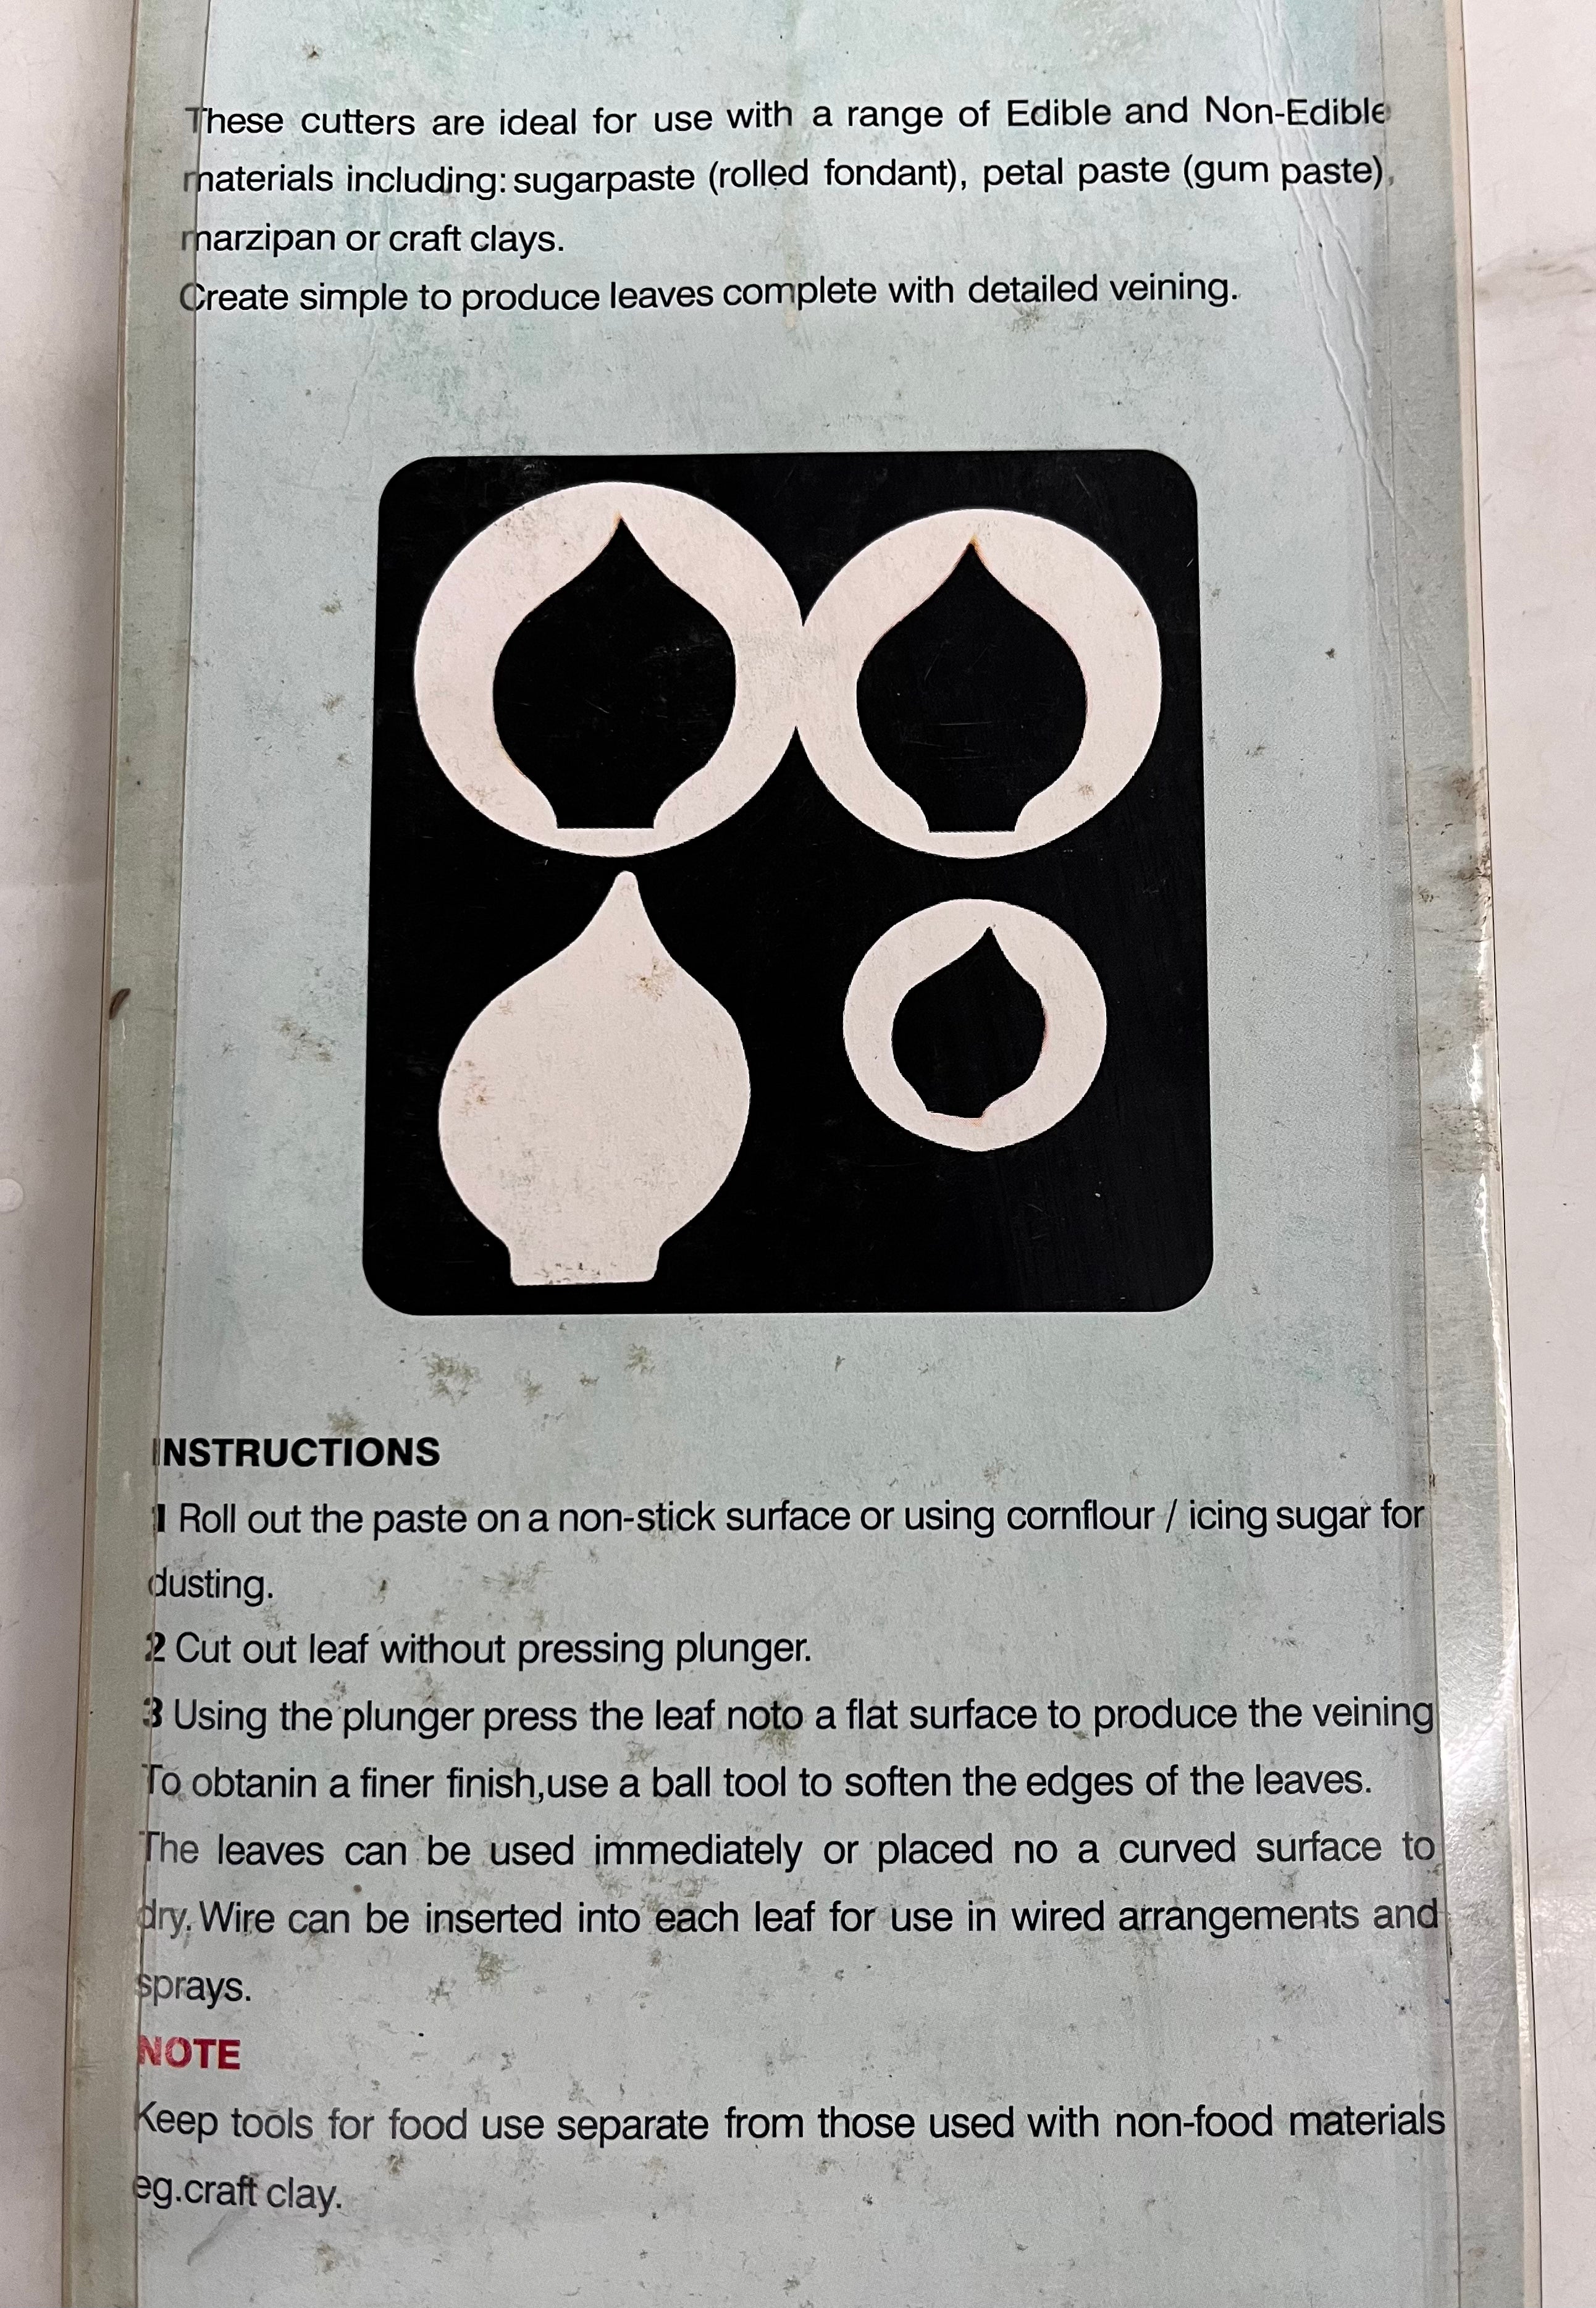 These cutters are ideal for use with a range of Edible and Non-Edible
materials including: sugarpaste (rolled fondant), petal paste (gum paste),
marzipan or craft clays.
Create simple to produce leaves complete with detailed veining.
INSTRUCTIONS
1 Roll out the paste on a non-stick surface or using cornflour / icing sugar for
dusting.
2 Cut out leaf without pressing plunger.
3 Using the plunger press the leaf noto a flat surface to produce the veining
To obtanin a finer finish,use a ball tool to soften the edges of the leaves.
The leaves can be used immediately or placed no a curved surface to
dry. Wire can be inserted into each leaf for use in wired arrangements and
sprays.
NOTE
Keep tools for food use separate from those used with non-food materials
eg.craft clay.